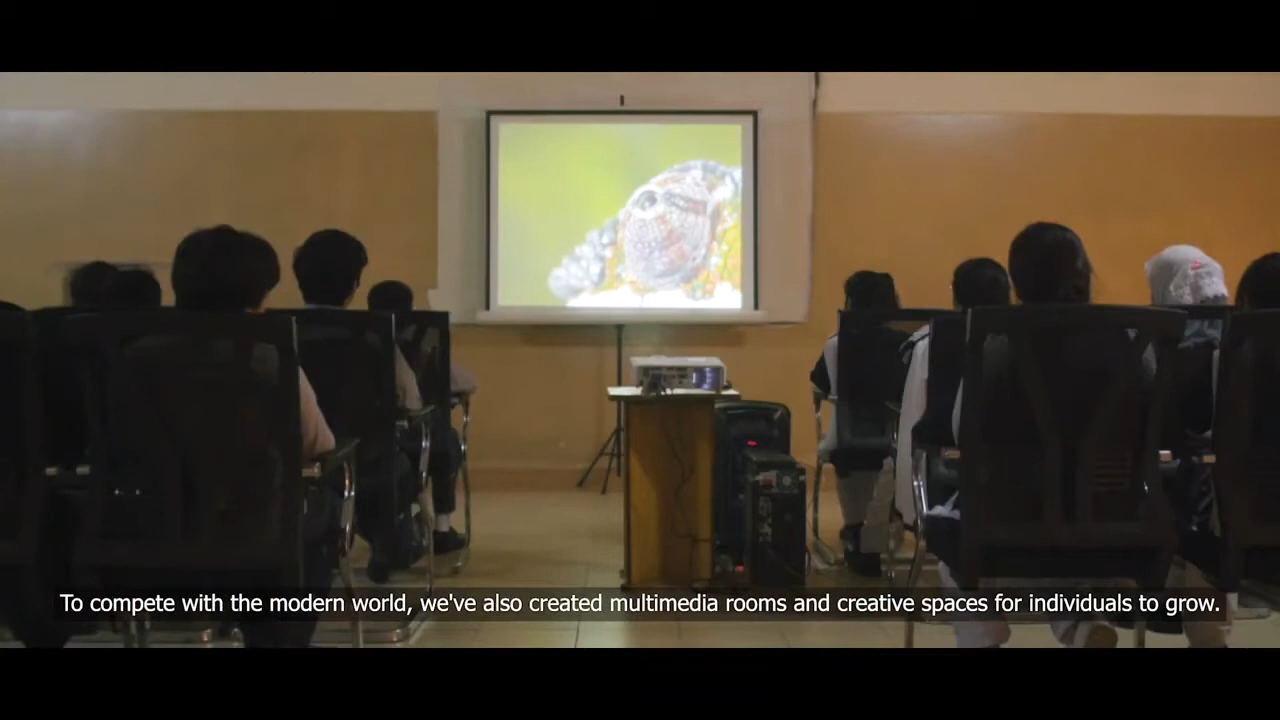 To compete with the modern world, we've also created multimedia rooms and creative spaces for individuals to grow.